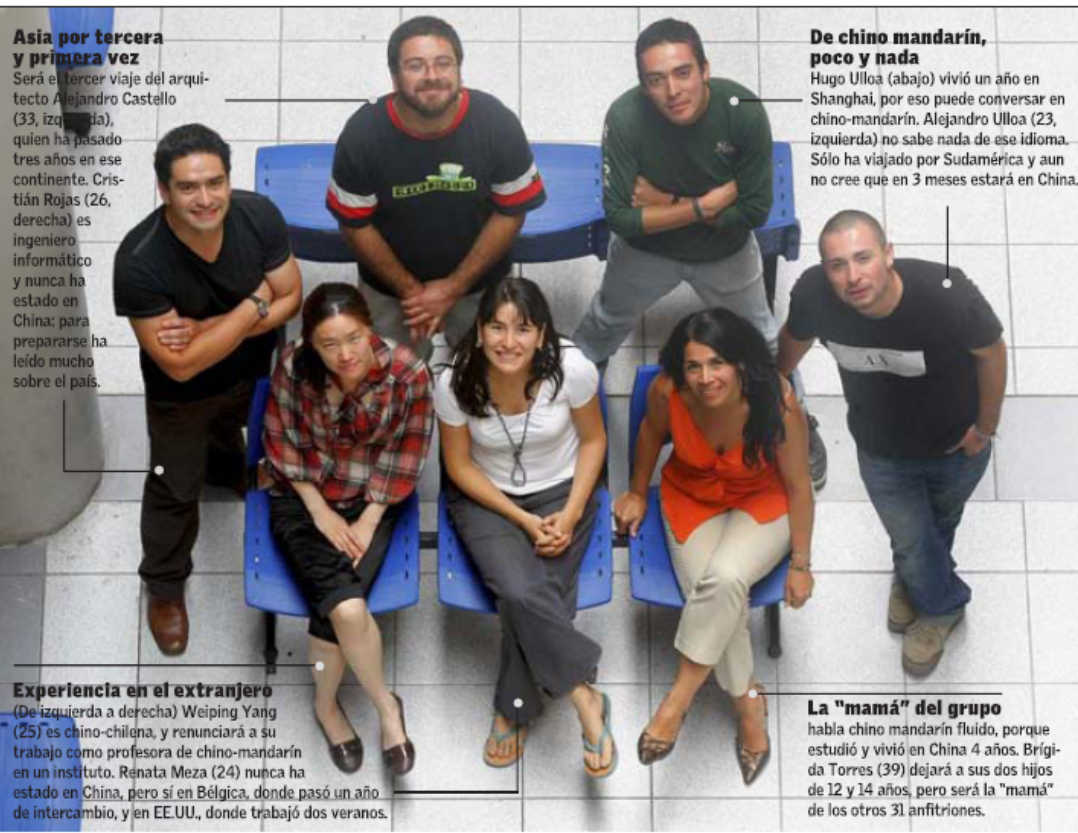 Asia por tercera
y primera vez
Será el tercer viaje del arqui-
tecto Alejandro Castello
(33, izquierda),
quien ha pasado
tres años en ese
continente. Cris-
tián Rojas (26,
derecha) es
ingeniero
informático
y nunca ha
estado en
China: para
prepararse ha
leído mucho
sobre el país.
De chino mandarín,
poco y nada
Hugo Ulloa (abajo) vivió un año en
Shanghai, por eso puede conversar en
chino-mandarín. Alejandro Ulloa (23,
izquierda) no sabe nada de ese idioma.
Sólo ha viajado por Sudamérica y aun
no cree que en 3 meses estará en China.
Experiencia en el extranjero
(De izquierda a derecha) Weiping Yang
(25) es chino-chilena, y renunciará a su
trabajo como profesora de chino-mandarín
en un instituto. Renata Meza (24) nunca ha
estado en China, pero sí en Bélgica, donde pasó un año
de intercambio, y en EE.UU., donde trabajó dos veranos.
La "mamá" del grupo
habla chino mandarín fluido, porque
estudió y vivió en China 4 años. Brígi-
da Torres (39) dejará a sus dos hijos
de 12 y 14 años, pero será la "mamá"
de los otros 31 anfitriones.